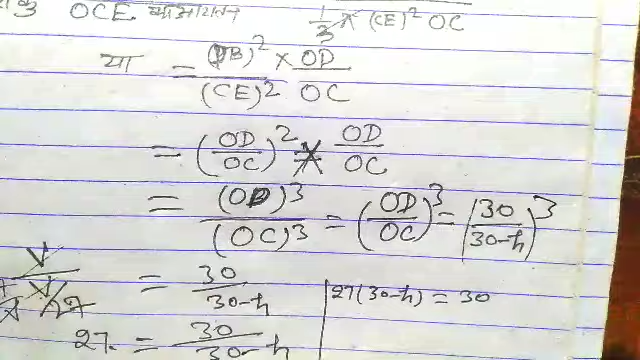 OCE का आयतन 1/3 π (CE)² OC
या = (DB)² × OD / (CE)² OC
= (OD/OC)² × OD/OC
= (OD)³/(OC)³ = (OD/OC)³ = (30/30-h)³
V/V/27 = 30/30-h | 27(30-h) = 30
27 = 30/30-h